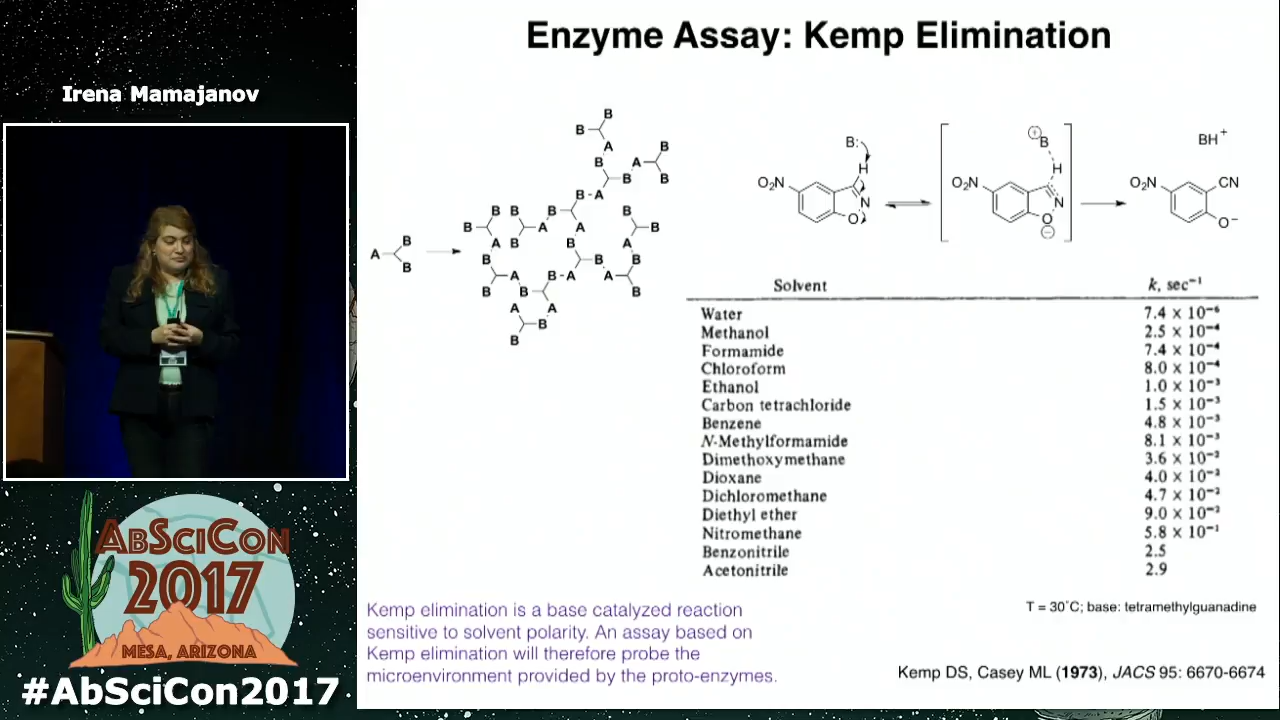 Enzyme Assay: Kemp Elimination
Irena Mamajanov
A B B
B B A B A B B B A
B B A B B A B A B B
A B B B A B
B A B-A A B B
B B A
A B
B
B:
H
O₂N
N
O
⊕
B
H
O₂N
N
O
⊖
BH⁺
O₂N
CN
O⁻
Solvent k, sec⁻¹
Water 7.4 × 10⁻⁶
Methanol 2.5 × 10⁻⁴
Formamide 7.4 × 10⁻⁴
Chloroform 8.0 × 10⁻⁴
Ethanol 1.0 × 10⁻³
Carbon tetrachloride 1.5 × 10⁻³
Benzene 4.8 × 10⁻³
N-Methylformamide 8.1 × 10⁻³
Dimethoxymethane 3.6 × 10⁻²
Dioxane 4.0 × 10⁻²
Dichloromethane 4.7 × 10⁻²
Diethyl ether 9.0 × 10⁻²
Nitromethane 5.8 × 10⁻¹
Benzonitrile 2.5
Acetonitrile 2.9
T = 30°C; base: tetramethylguanadine
Kemp elimination is a base catalyzed reaction
sensitive to solvent polarity. An assay based on
Kemp elimination will therefore probe the
microenvironment provided by the proto-enzymes.
Kemp DS, Casey ML (1973), JACS 95: 6670-6674
AbSciCon
2017
MESA, ARIZONA
#AbSciCon2017